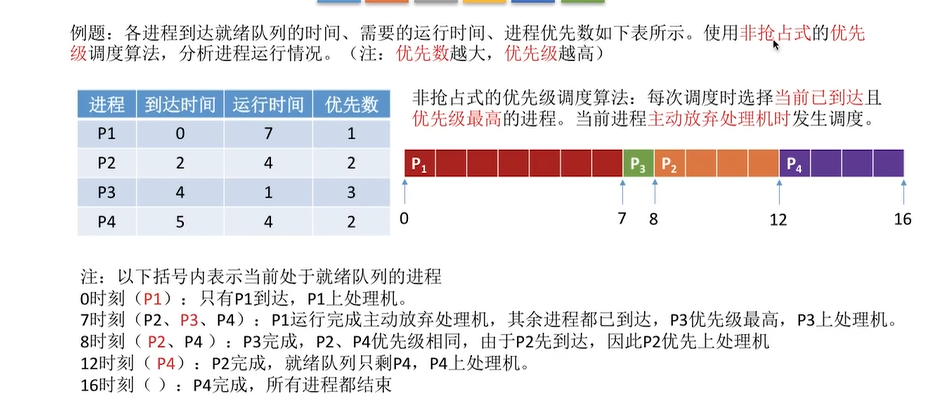 例题：各进程到达就绪队列的时间、需要的运行时间、进程优先数如下表所示。使用非抢占式的优先
级调度算法，分析进程运行情况。（注：优先数越大，优先级越高）
进程 到达时间 运行时间 优先数
P1 0 7 1
P2 2 4 2
P3 4 1 3
P4 5 4 2
非抢占式的优先级调度算法：每次调度时选择当前已到达且
优先级最高的进程。当前进程主动放弃处理机时发生调度。
P1 P3 P2 P4
0 7 8 12 16
注：以下括号内表示当前处于就绪队列的进程
0时刻（P1）：只有P1到达，P1上处理机。
7时刻（P2、P3、P4）：P1运行完成主动放弃处理机，其余进程都已到达，P3优先级最高，P3上处理机。
8时刻（ P2、P4 ）：P3完成，P2、P4优先级相同，由于P2先到达，因此P2优先上处理机
12时刻（ P4）：P2完成，就绪队列只剩P4，P4上处理机。
16时刻（ ）：P4完成，所有进程都结束